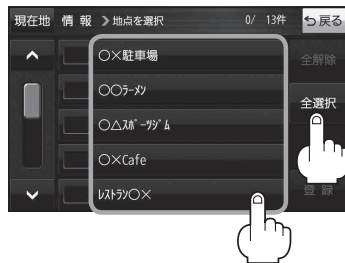 現在地 情 報 ❯地点を選択 0/ 13件 戻る
全解除
○×駐車場
○○ﾗｰﾒﾝ
全選択
○△ｽﾎﾟｰﾂｼﾞﾑ
○×Cafe
ﾚｽﾄﾗﾝ○×
登 録